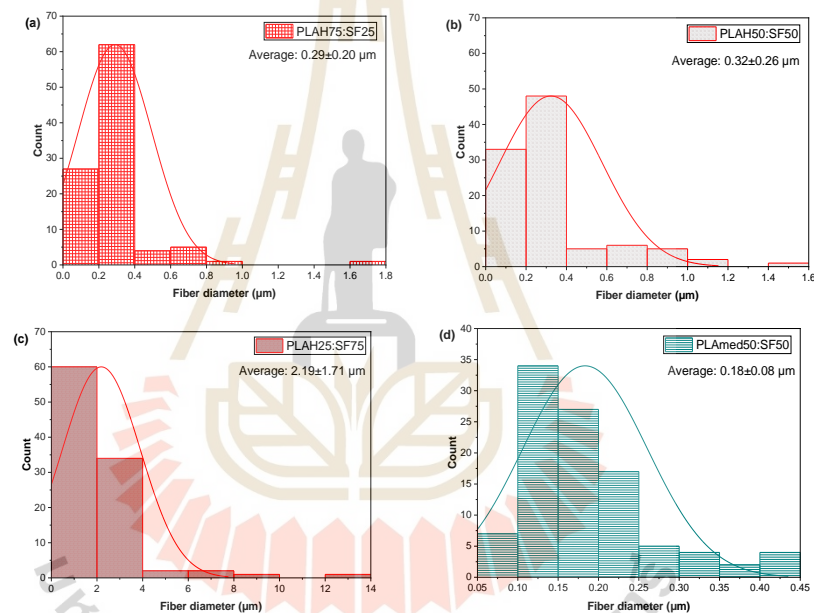 (a)
PLAH75:SF25
Average: 0.29±0.20 µm
70
60
50
40
30
20
10
0
Count
0.0 0.2 0.4 0.6 0.8 1.0 1.2 1.4 1.6 1.8
Fiber diameter (µm)
(b)
PLAH50:SF50
Average: 0.32±0.26 µm
70
60
50
40
30
20
10
0
Count
0.0 0.2 0.4 0.6 0.8 1.0 1.2 1.4 1.6
Fiber diameter (µm)
(c)
PLAH25:SF75
Average: 2.19±1.71 µm
70
60
50
40
30
20
10
0
Count
0 2 4 6 8 10 12 14
Fiber diameter (µm)
(d)
PLAmed50:SF50
Average: 0.18±0.08 µm
40
35
30
25
20
15
10
5
0
Count
0.05 0.10 0.15 0.20 0.25 0.30 0.35 0.40 0.45
Fiber diameter (µm)